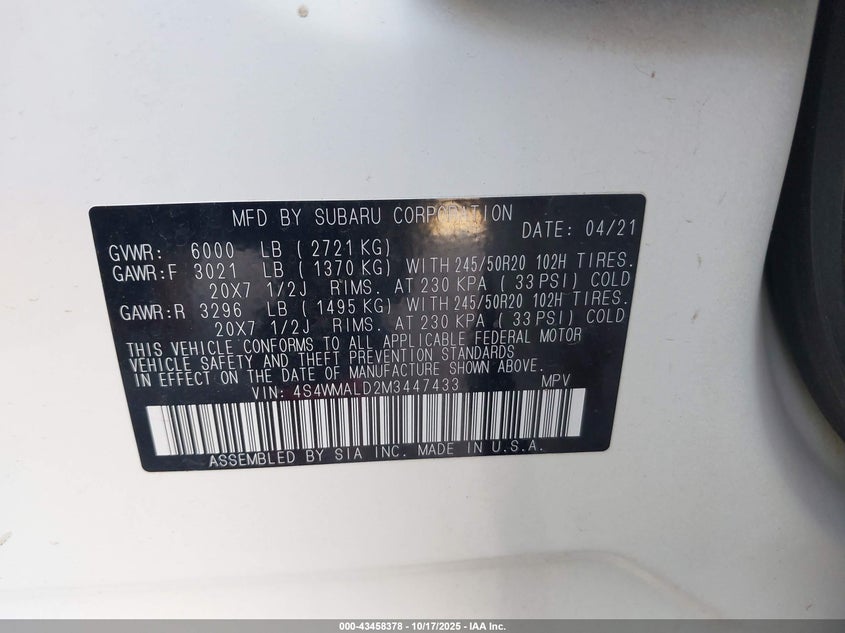 MFD BY SUBARU CORPORATION
DATE: 04/21
GVWR: 6000 LB ( 2721 KG)
GAWR:F 3021 LB ( 1370 KG) WITH 245/50R20 102H TIRES.
20X7 1/2J RIMS. AT 230 KPA ( 33 PSI) COLD
GAWR:R 3296 LB ( 1495 KG) WITH 245/50R20 102H TIRES.
20X7 1/2J RIMS. AT 230 KPA ( 33 PSI) COLD
THIS VEHICLE CONFORMS TO ALL APPLICABLE FEDERAL MOTOR
VEHICLE SAFETY AND THEFT PREVENTION STANDARDS
IN EFFECT ON THE DATE OF MANUFACTURE SHOWN ABOVE.
VIN: 4S4WMALD2M3447433 MPV
ASSEMBLED BY SIA INC. MADE IN U.S.A.
000-43458378 - 10/17/2025 - IAA Inc.